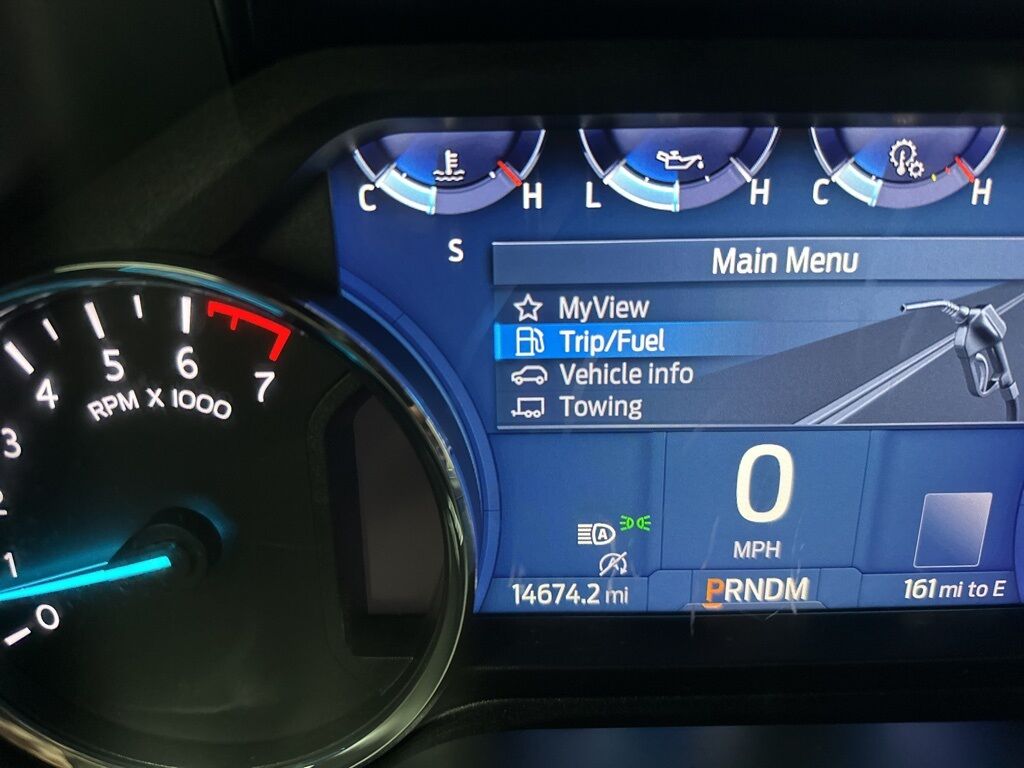 C H L H C H
S
Main Menu
MyView
Trip/Fuel
Vehicle info
Towing
0
MPH
A
14674.2 mi PRNDM 161 mi to E
0 1 2 3 4 5 6 7
RPM X 1000